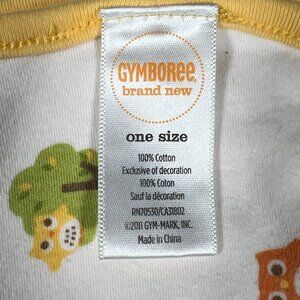 GYMBOREE
brand new
one size
100% Cotton
Exclusive of decoration
100% Coton
Sauf la décoration
RN70530/CA31802
©2011 GYM-MARK, INC.
Made in China